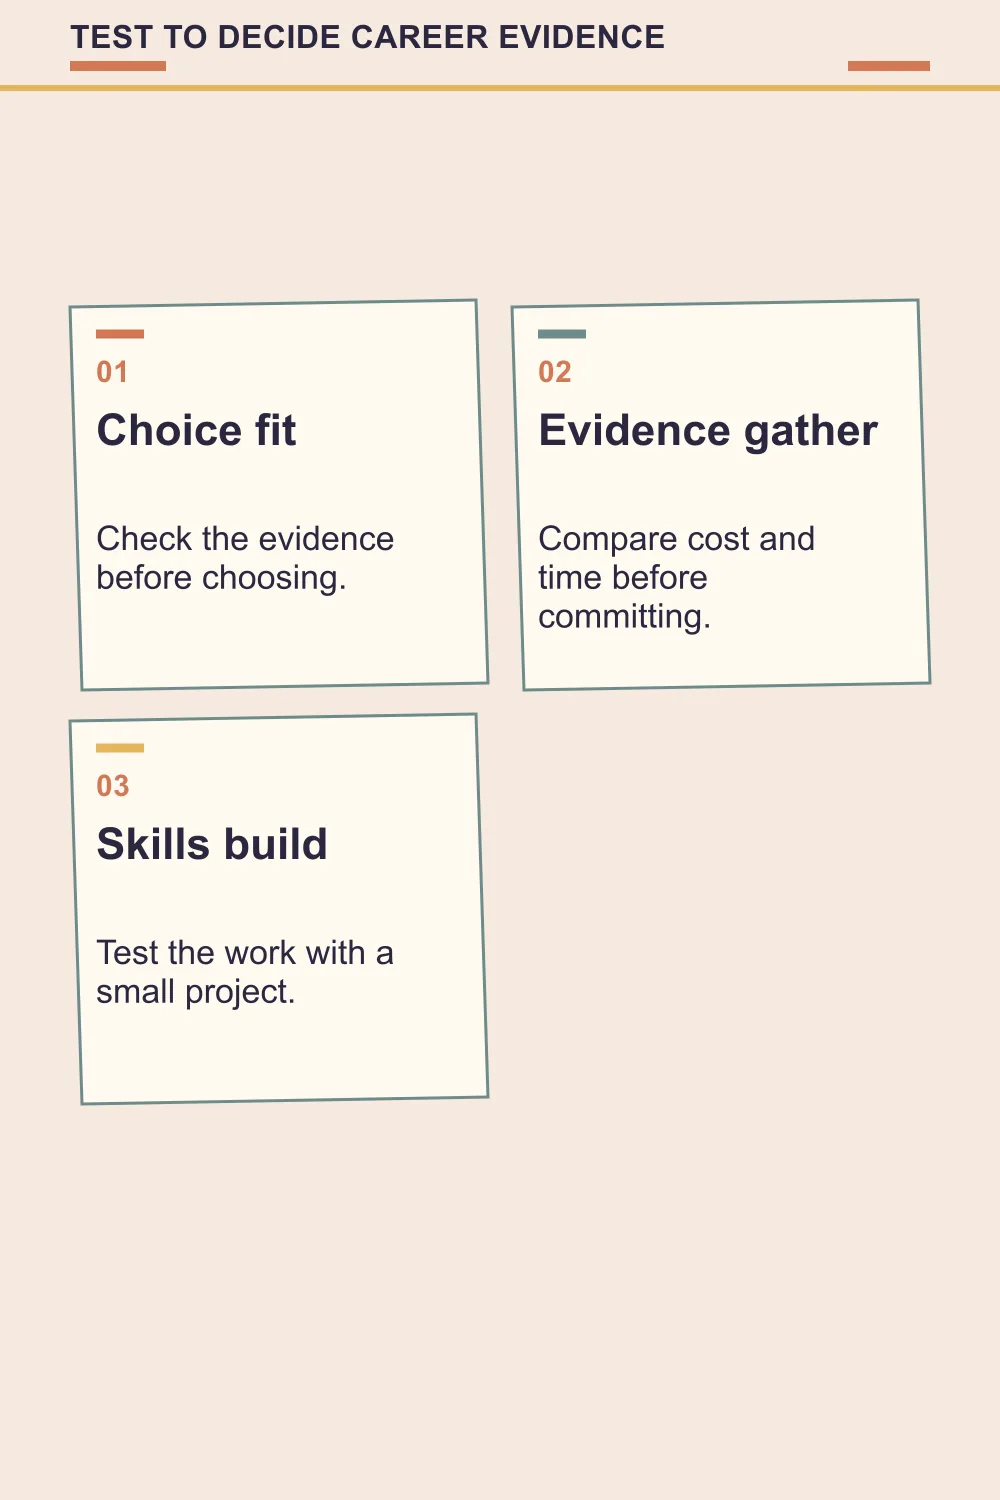 TEST TO DECIDE CAREER EVIDENCE
01
Choice fit
Check the evidence
before choosing.
02
Evidence gather
Compare cost and
time before
committing.
03
Skills build
Test the work with a
small project.